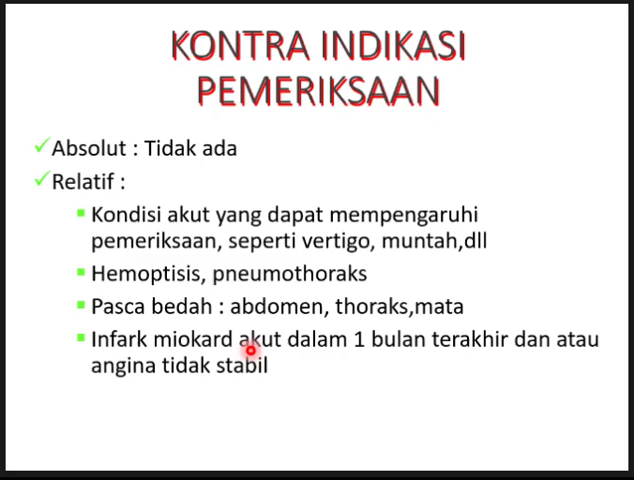 KONTRA INDIKASI
PEMERIKSAAN
Absolut : Tidak ada
Relatif :
Kondisi akut yang dapat mempengaruhi
pemeriksaan, seperti vertigo, muntah,dll
Hemoptisis, pneumothoraks
Pasca bedah : abdomen, thoraks,mata
Infark miokard akut dalam 1 bulan terakhir dan atau
angina tidak stabil